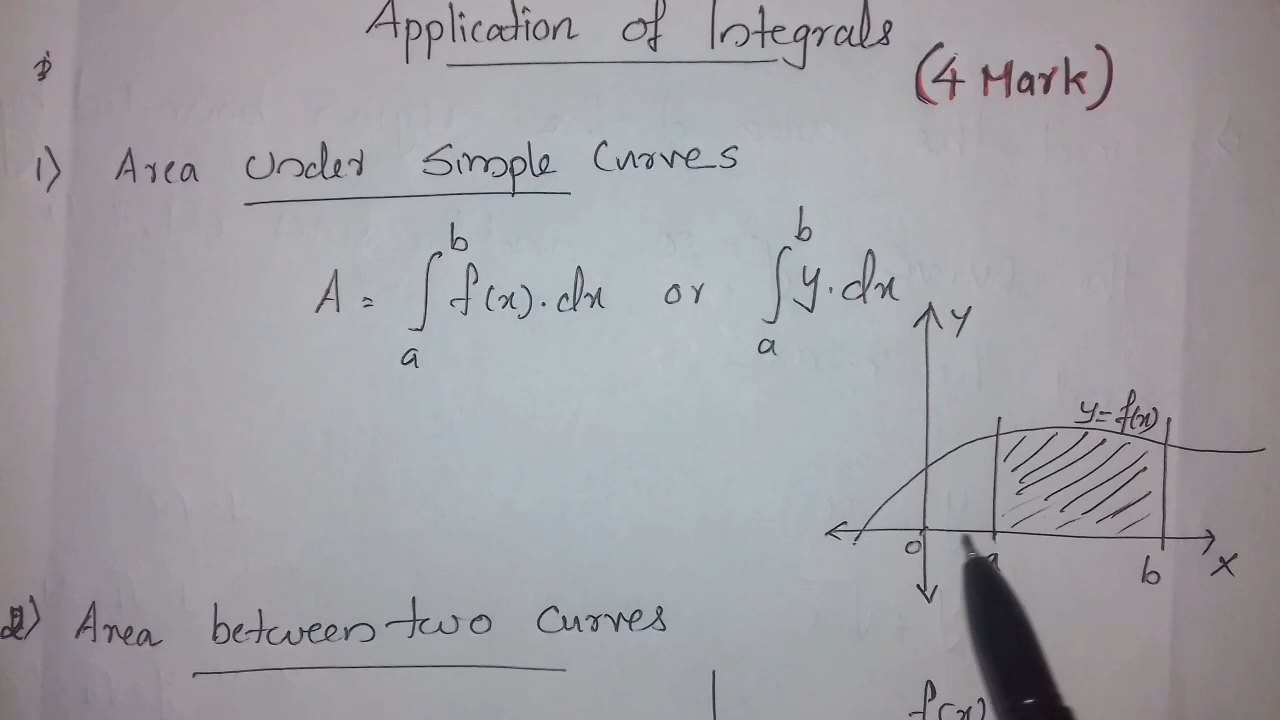 Application of Integrals
(4 Mark)
1) Area Under Simple Curves
A = ∫ₐᵇ f(x).dx or ∫ₐᵇ y.dx
Y
y=f(x)
O a b X
2) Area between two Curves
f(x)